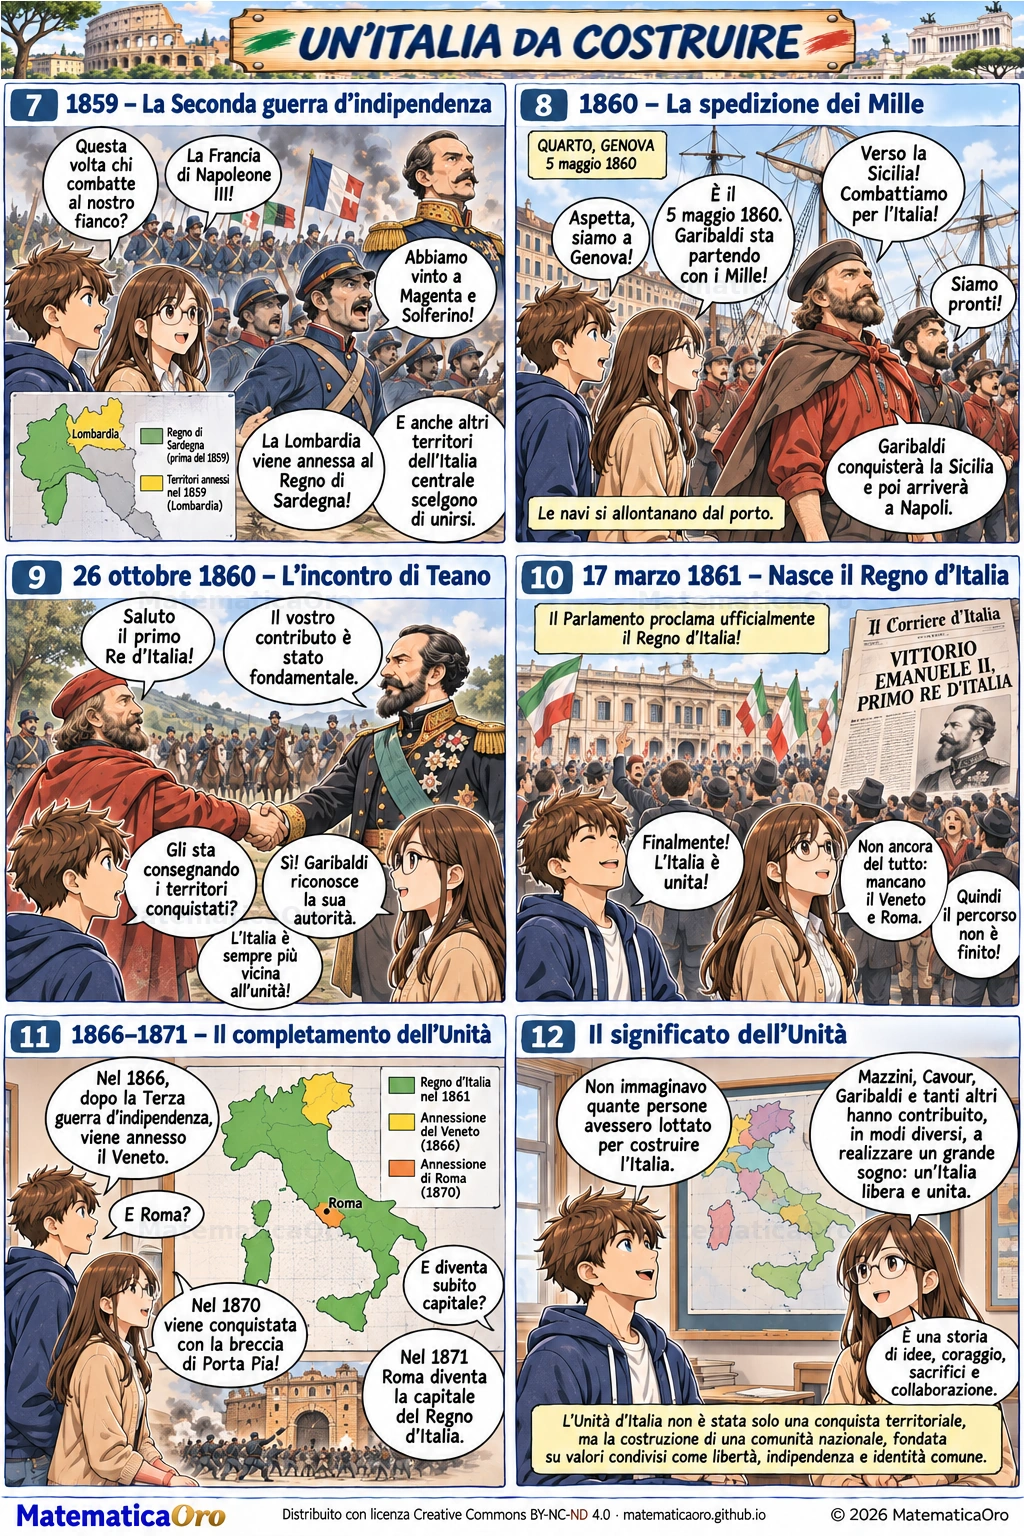 UN'ITALIA DA COSTRUIRE
7 1859 – La Seconda guerra d'indipendenza
Questa
volta chi
combatte
al nostro
fianco?
La Francia
di Napoleone
III!
Abbiamo
vinto a
Magenta e
Solferino!
Lombardia
Regno di
Sardegna
(prima del 1859)
Territori annessi
nel 1859
(Lombardia)
La Lombardia
viene annessa al
Regno di
Sardegna!
E anche altri
territori
dell'Italia
centrale
scelgono
di unirsi.
8 1860 – La spedizione dei Mille
QUARTO, GENOVA
5 maggio 1860
Aspetta,
siamo a
Genova!
È il
5 maggio 1860.
Garibaldi sta
partendo
con i Mille!
Verso la
Sicilia!
Combattiamo
per l'Italia!
Siamo
pronti!
Garibaldi
conquisterà la Sicilia
e poi arriverà
a Napoli.
Le navi si allontanano dal porto.
9 26 ottobre 1860 – L'incontro di Teano
Saluto
il primo
Re d'Italia!
Il vostro
contributo è
stato
fondamentale.
Gli sta
consegnando
i territori
conquistati?
Sì! Garibaldi
riconosce
la sua
autorità.
L'Italia è
sempre più
vicina
all'unità!
10 17 marzo 1861 – Nasce il Regno d'Italia
Il Parlamento proclama ufficialmente
il Regno d'Italia!
Il Corriere d'Italia
VITTORIO
EMANUELE II,
PRIMO RE D'ITALIA
Finalmente!
L'Italia è
unita!
Non ancora
del tutto:
mancano
il Veneto
e Roma.
Quindi
il percorso
non è
finito!
11 1866–1871 – Il completamento dell'Unità
Nel 1866,
dopo la Terza
guerra d'indipendenza,
viene annesso
il Veneto.
E Roma?
Regno d'Italia
nel 1861
Annessione
del Veneto
(1866)
Annessione
di Roma
(1870)
Roma
Nel 1870
viene conquistata
con la breccia
di Porta Pia!
E diventa
subito
capitale?
Nel 1871
Roma diventa
la capitale
del Regno
d'Italia.
12 Il significato dell'Unità
Non immaginavo
quante persone
avessero lottato
per costruire
l'Italia.
Mazzini, Cavour,
Garibaldi e tanti altri
hanno contribuito,
in modi diversi, a
realizzare un grande
sogno: un'Italia
libera e unita.
È una storia
di idee, coraggio,
sacrifici e
collaborazione.
L'Unità d'Italia non è stata solo una conquista territoriale,
ma la costruzione di una comunità nazionale, fondata
su valori condivisi come libertà, indipendenza e identità comune.
MatematicaOro
Distribuito con licenza Creative Commons BY-NC-ND 4.0 · matematicaoro.github.io
© 2026 MatematicaOro